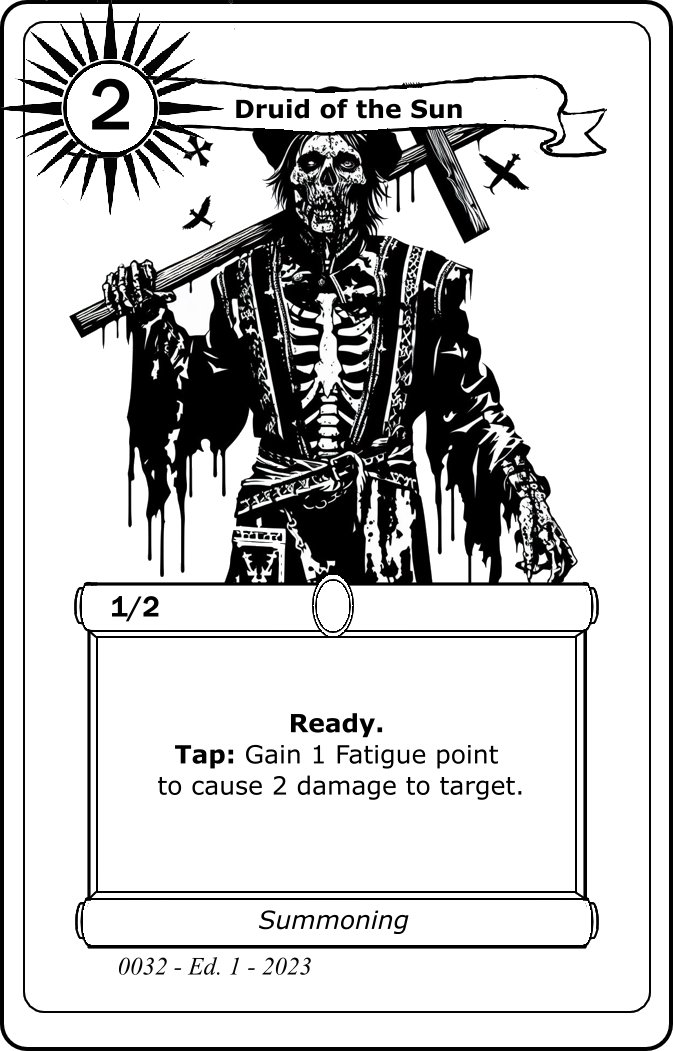 2
Druid of the Sun
1/2
Ready.
Tap: Gain 1 Fatigue point
to cause 2 damage to target.
Summoning
0032 - Ed. 1 - 2023